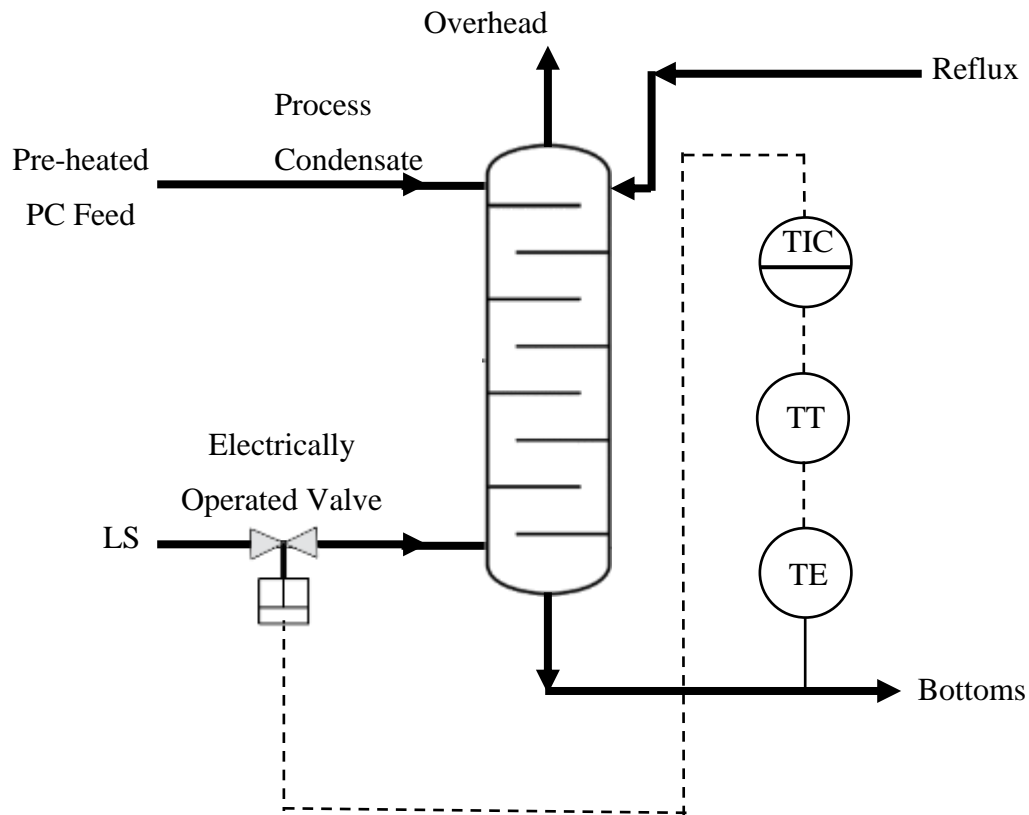 Overhead
Reflux
Process
Condensate
Pre-heated
PC Feed
TIC
TT
Electrically
Operated Valve
LS
TE
Bottoms